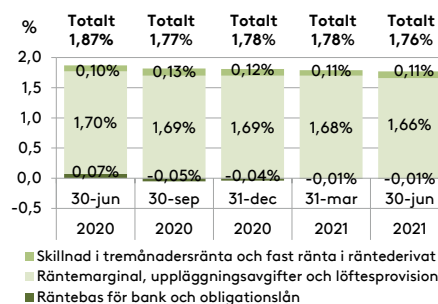 Totalt Totalt Totalt Totalt Totalt
% 1,87% 1,77% 1,78% 1,78% 1,76%
2,0
0,10% 0,13% 0,12% 0,11% 0,11%
1,5
1,0
1,70% 1,69% 1,69% 1,68% 1,66%
0,5
0,07% -0,05% -0,04% -0,01% -0,01%
0,0
-0,5
30-jun 30-sep 31-dec 31-mar 30-jun
2020 2020 2020 2021 2021
Skillnad i tremånadersränta och fast ränta i räntederivat
Räntemarginal, uppläggningsavgifter och löftesprovision
Räntebas för bank och obligationslån